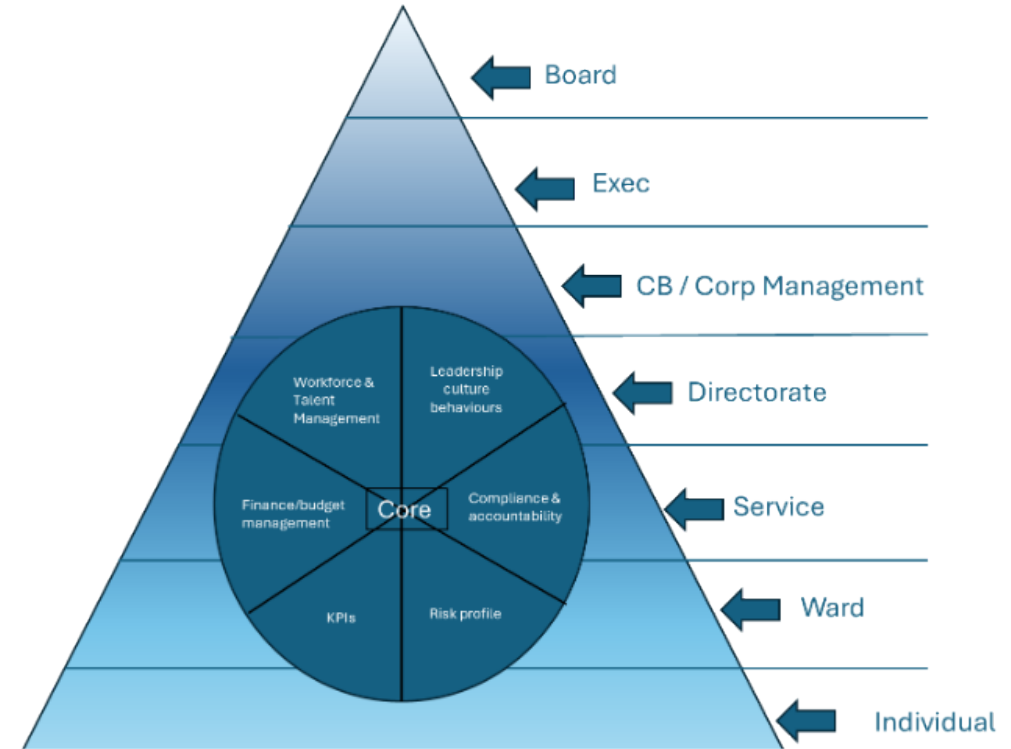 Board
Exec
CB / Corp Management
Directorate
Service
Ward
Individual
Workforce &
Talent
Management
Leadership
culture
behaviours
Finance/budget
management
Core
Compliance &
accountability
KPIs
Risk profile